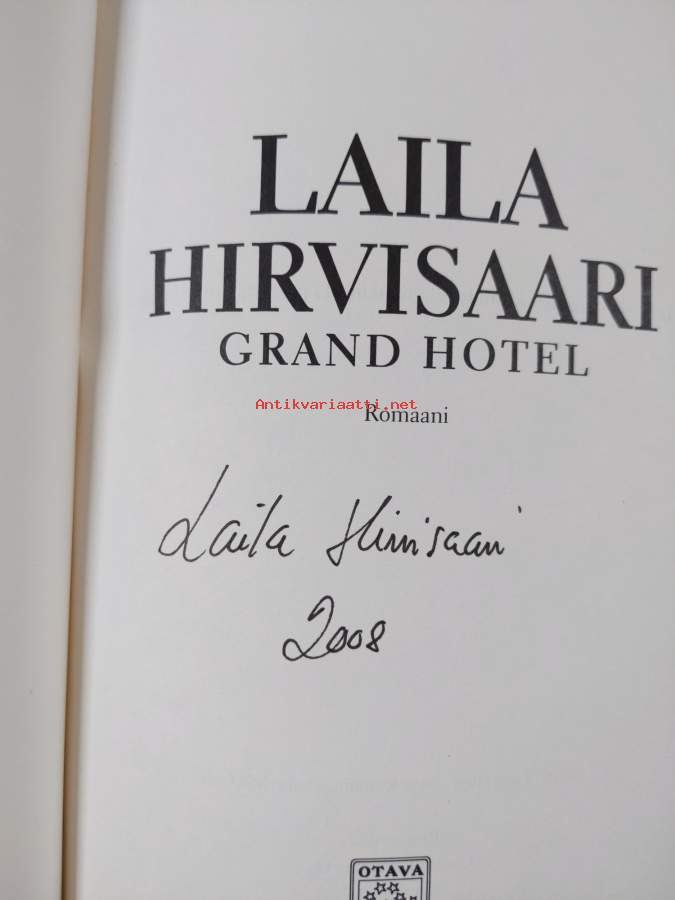 LAILA
HIRVISAARI
GRAND HOTEL
Antikvariaatti.net
Romaani
Laila Hirvisaari
2008
OTAVA